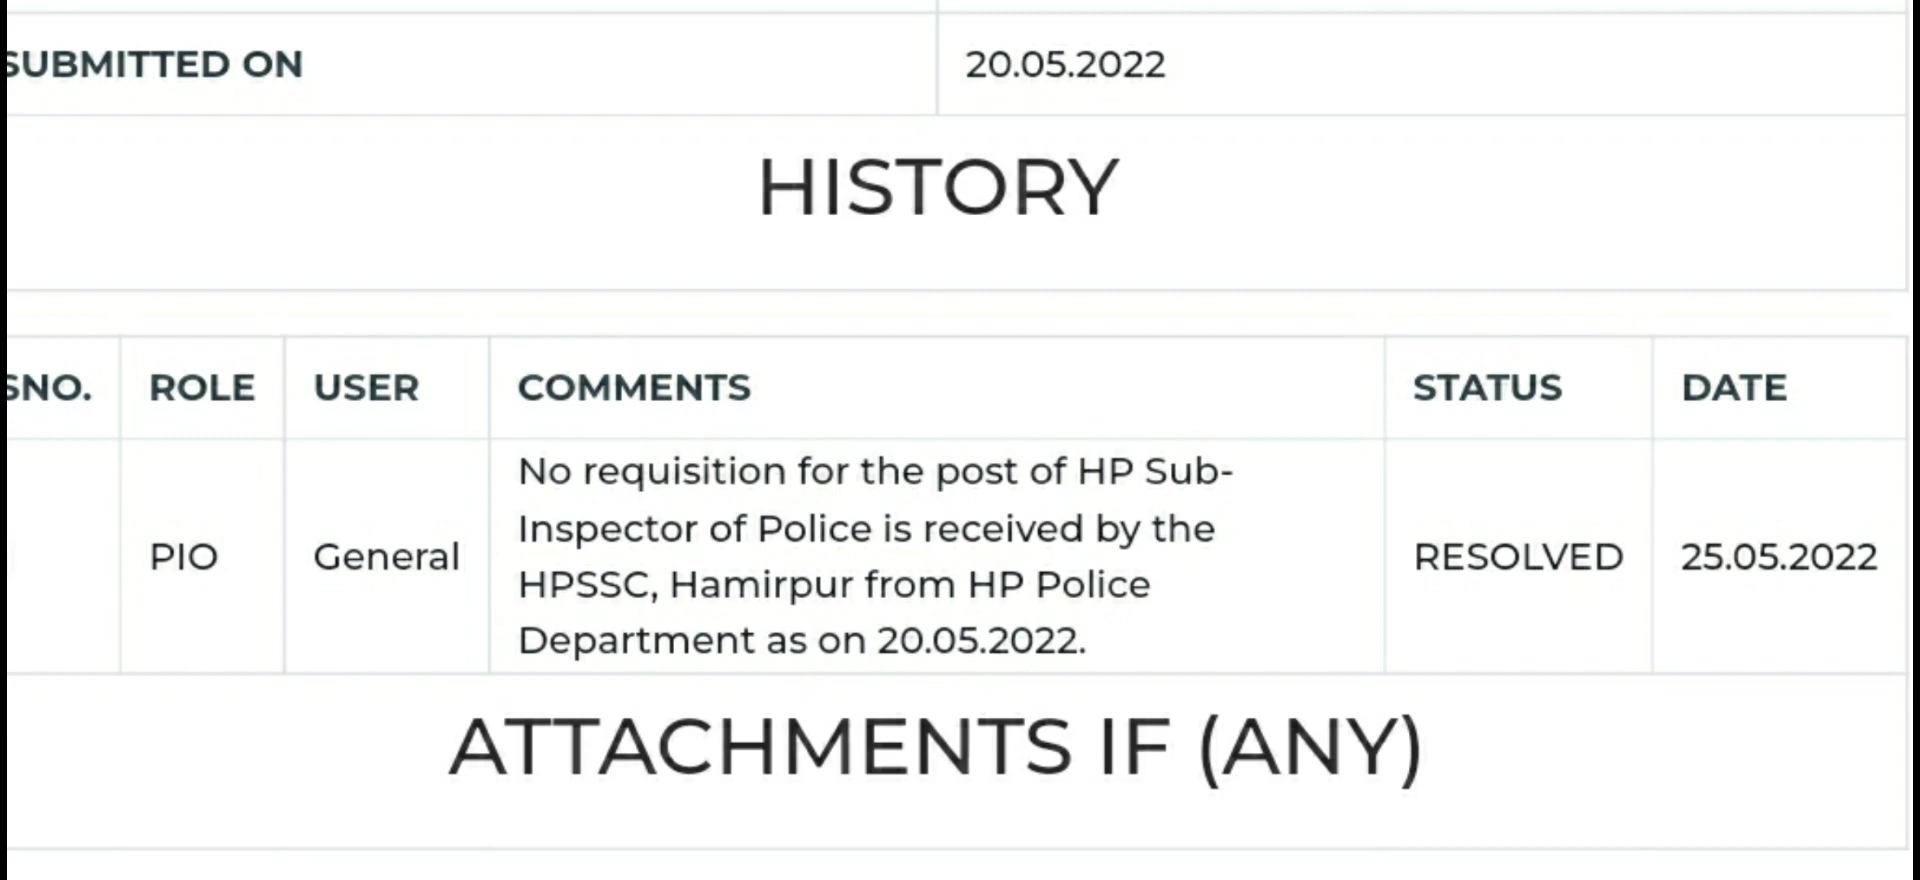 SUBMITTED ON 20.05.2022
HISTORY
SNO. ROLE USER COMMENTS STATUS DATE
No requisition for the post of HP Sub-
Inspector of Police is received by the
PIO General RESOLVED 25.05.2022
HPSSC, Hamirpur from HP Police
Department as on 20.05.2022.
ATTACHMENTS IF (ANY)